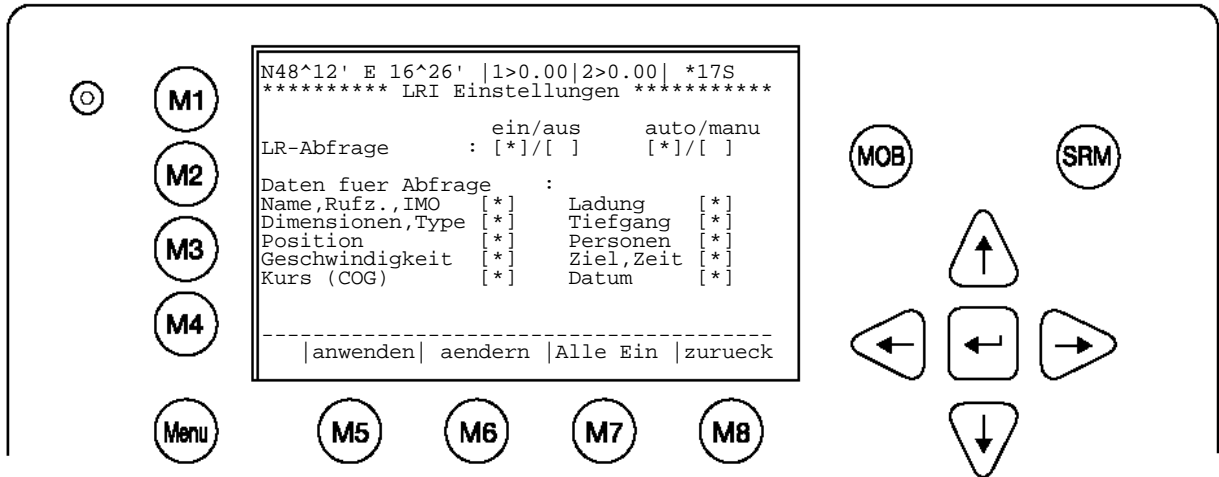 N48^12' E 16^26' |1>0.00|2>0.00| *17S
********** LRI Einstellungen ***********
ein/aus auto/manu
LR-Abfrage : [*]/[ ] [*]/[ ]
Daten fuer Abfrage :
Name,Rufz.,IMO [*] Ladung [*]
Dimensionen,Type [*] Tiefgang [*]
Position [*] Personen [*]
Geschwindigkeit [*] Ziel,Zeit [*]
Kurs (COG) [*] Datum [*]
----------------------------------------
|anwenden| aendern |Alle Ein |zurueck
M1
M2
M3
M4
MOB
SRM
Menu
M5
M6
M7
M8